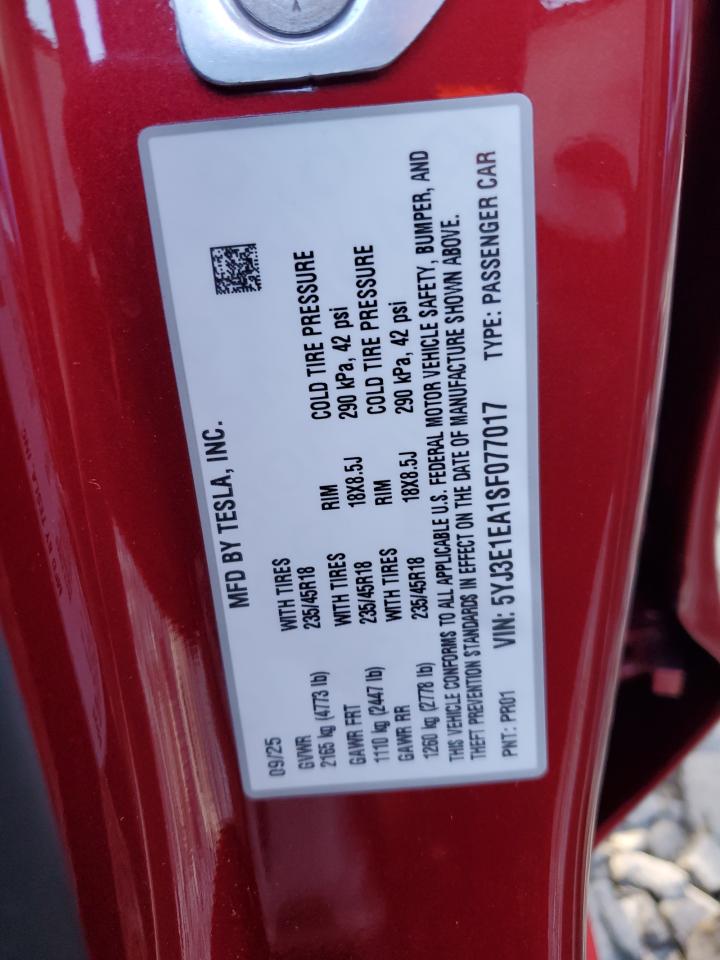 MFD BY TESLA, INC.
09/25
GVWR WITH TIRES
2165 kg (4773 lb) 235/45R18 RIM COLD TIRE PRESSURE
GAWR FRT WITH TIRES 18X8.5J 290 kPa, 42 psi
1110 kg (2447 lb) 235/45R18 RIM COLD TIRE PRESSURE
GAWR RR WITH TIRES 18X8.5J 290 kPa, 42 psi
1260 kg (2778 lb) 235/45R18
THIS VEHICLE CONFORMS TO ALL APPLICABLE U.S. FEDERAL MOTOR VEHICLE SAFETY, BUMPER, AND
THEFT PREVENTION STANDARDS IN EFFECT ON THE DATE OF MANUFACTURE SHOWN ABOVE.
PNT: PR01 VIN: 5YJ3E1EA1SF077017 TYPE: PASSENGER CAR